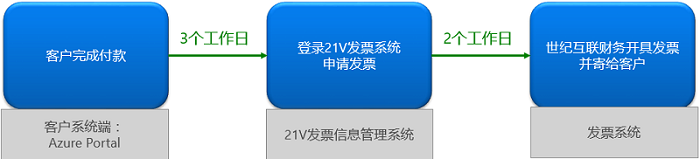 客户完成付款
3个工作日
登录21V发票系统
申请发票
2个工作日
世纪互联财务开具发票
并寄给客户
客户系统端：
Azure Portal
21V发票信息管理系统
发票系统